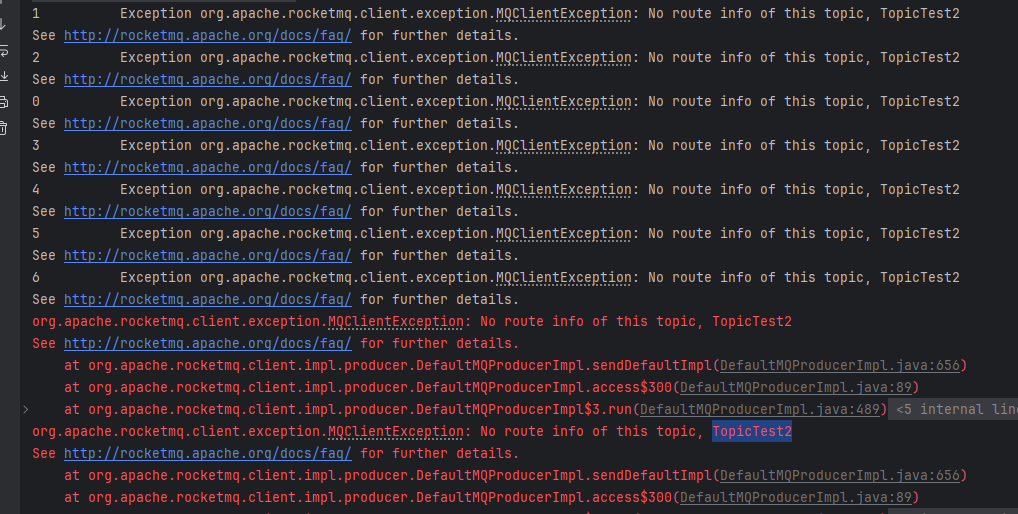 1          Exception org.apache.rocketmq.client.exception.MQClientException: No route info of this topic, TopicTest2
See http://rocketmq.apache.org/docs/faq/ for further details.
2          Exception org.apache.rocketmq.client.exception.MQClientException: No route info of this topic, TopicTest2
See http://rocketmq.apache.org/docs/faq/ for further details.
0          Exception org.apache.rocketmq.client.exception.MQClientException: No route info of this topic, TopicTest2
See http://rocketmq.apache.org/docs/faq/ for further details.
3          Exception org.apache.rocketmq.client.exception.MQClientException: No route info of this topic, TopicTest2
See http://rocketmq.apache.org/docs/faq/ for further details.
4          Exception org.apache.rocketmq.client.exception.MQClientException: No route info of this topic, TopicTest2
See http://rocketmq.apache.org/docs/faq/ for further details.
5          Exception org.apache.rocketmq.client.exception.MQClientException: No route info of this topic, TopicTest2
See http://rocketmq.apache.org/docs/faq/ for further details.
6          Exception org.apache.rocketmq.client.exception.MQClientException: No route info of this topic, TopicTest2
See http://rocketmq.apache.org/docs/faq/ for further details.
org.apache.rocketmq.client.exception.MQClientException: No route info of this topic, TopicTest2
See http://rocketmq.apache.org/docs/faq/ for further details.
    at org.apache.rocketmq.client.impl.producer.DefaultMQProducerImpl.sendDefaultImpl(DefaultMQProducerImpl.java:656)
    at org.apache.rocketmq.client.impl.producer.DefaultMQProducerImpl.access$300(DefaultMQProducerImpl.java:89)
    at org.apache.rocketmq.client.impl.producer.DefaultMQProducerImpl$3.run(DefaultMQProducerImpl.java:489) <5 internal line
org.apache.rocketmq.client.exception.MQClientException: No route info of this topic, TopicTest2
See http://rocketmq.apache.org/docs/faq/ for further details.
    at org.apache.rocketmq.client.impl.producer.DefaultMQProducerImpl.sendDefaultImpl(DefaultMQProducerImpl.java:656)
    at org.apache.rocketmq.client.impl.producer.DefaultMQProducerImpl.access$300(DefaultMQProducerImpl.java:89)